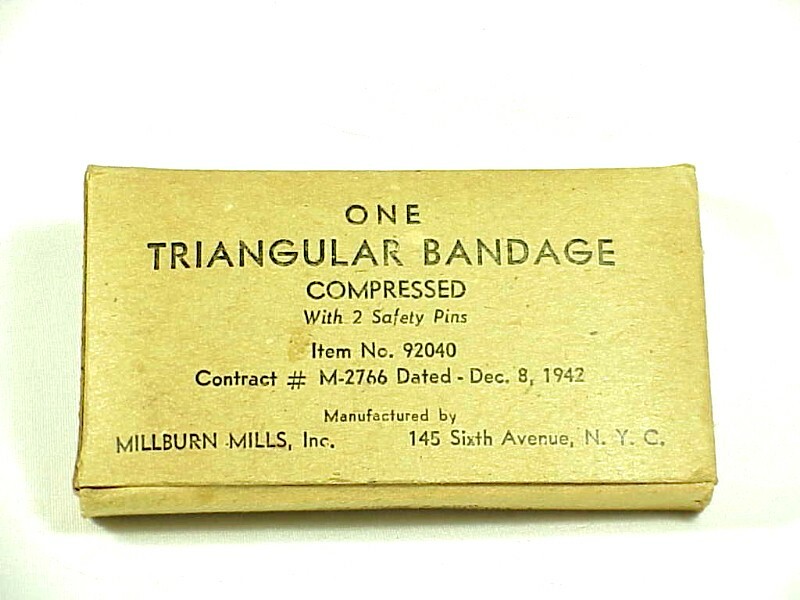 ONE
TRIANGULAR BANDAGE
COMPRESSED
With 2 Safety Pins
Item No. 92040
Contract # M-2766 Dated - Dec. 8, 1942
Manufactured by
MILLBURN MILLS, Inc. 145 Sixth Avenue, N. Y. C.